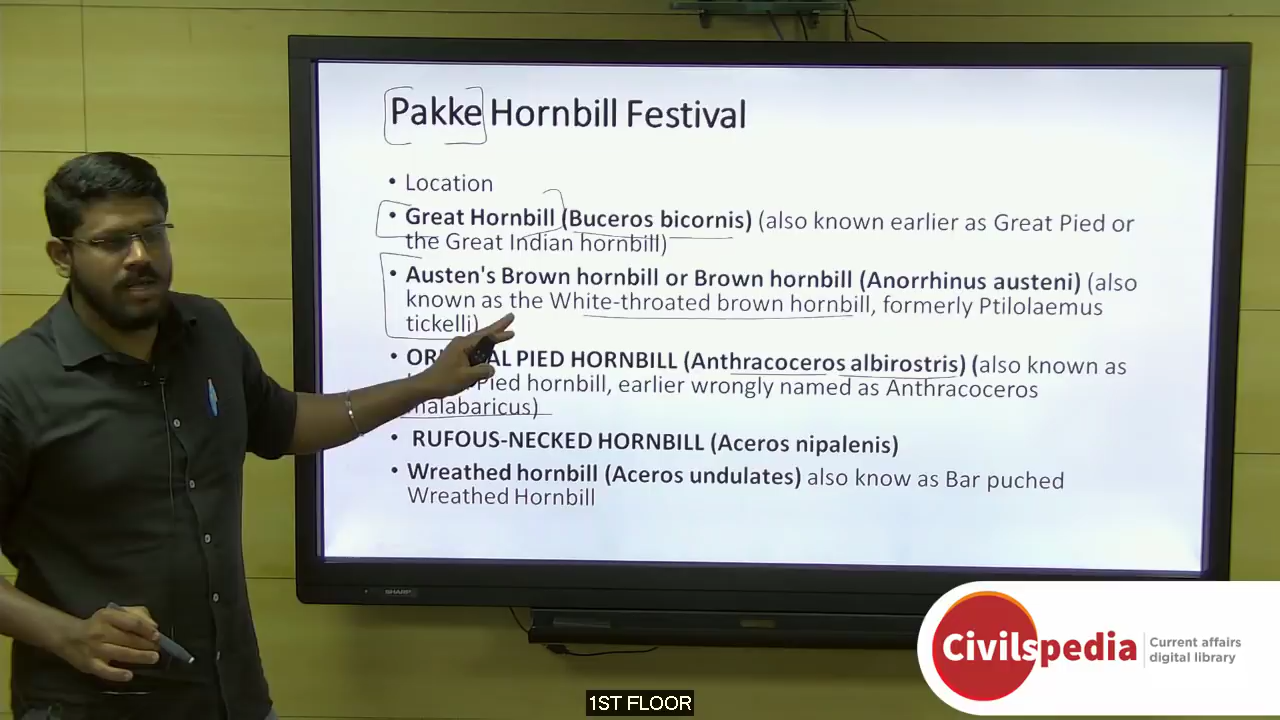 Pakke Hornbill Festival
• Location
• Great Hornbill (Buceros bicornis) (also known earlier as Great Pied or
the Great Indian hornbill)
• Austen's Brown hornbill or Brown hornbill (Anorrhinus austeni) (also
known as the White-throated brown hornbill, formerly Ptilolaemus
tickelli)
• PIED HORNBILL (Anthracoceros albirostris) (also known as
Pied hornbill, earlier wrongly named as Anthracoceros
malabaricus)
• RUFOUS-NECKED HORNBILL (Aceros nipalenis)
• Wreathed hornbill (Aceros undulates) also know as Bar puched
Wreathed Hornbill
SHARP
Civilspedia
Current affairs
digital library
1ST FLOOR